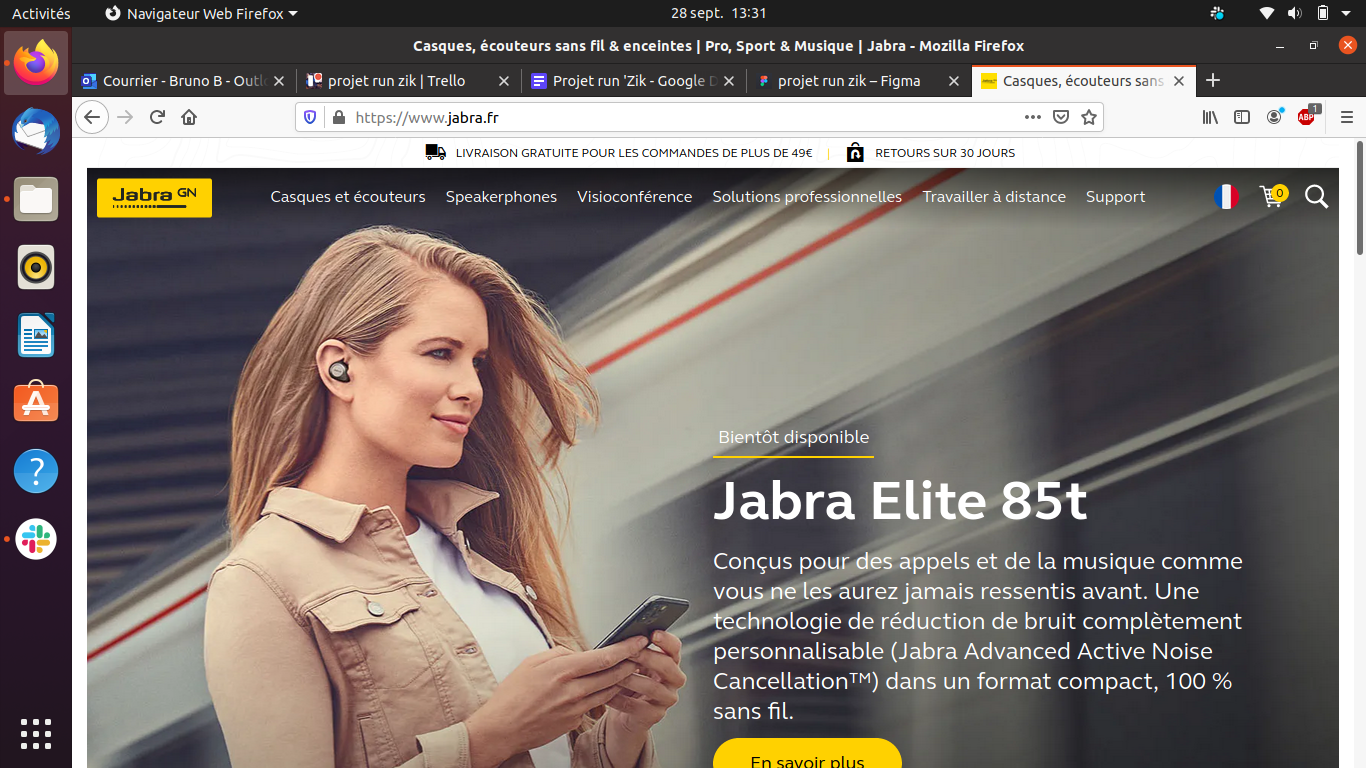 Activités
Navigateur Web Firefox
28 sept. 13:31
Casques, écouteurs sans fil & enceintes | Pro, Sport & Musique | Jabra - Mozilla Firefox
Courrier - Bruno B - Outl
projet run zik | Trello
Projet run 'Zik - Google D
projet run zik – Figma
Casques, écouteurs sans
https://www.jabra.fr
ABP
1
LIVRAISON GRATUITE POUR LES COMMANDES DE PLUS DE 49€
RETOURS SUR 30 JOURS
Jabra GN
Casques et écouteurs
Speakerphones
Visioconférence
Solutions professionnelles
Travailler à distance
Support
0
Bientôt disponible
Jabra Elite 85t
Conçus pour des appels et de la musique comme
vous ne les aurez jamais ressentis avant. Une
technologie de réduction de bruit complètement
personnalisable (Jabra Advanced Active Noise
Cancellation™) dans un format compact, 100 %
sans fil.
En savoir plus